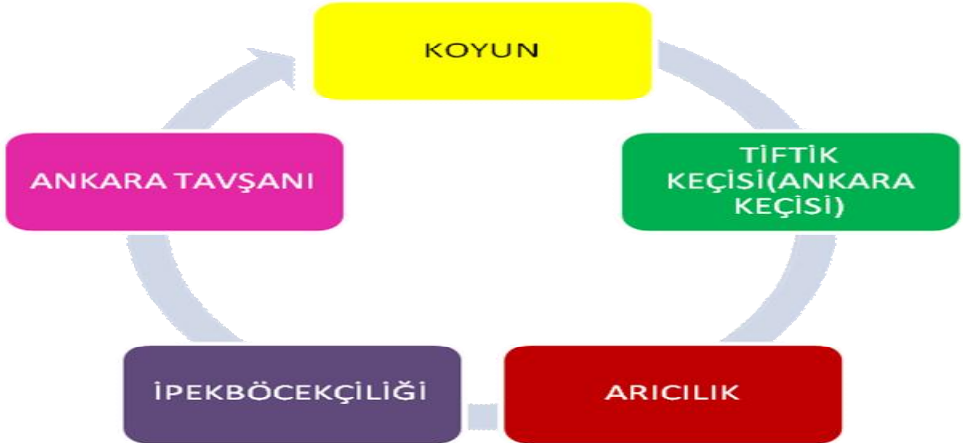 KOYUN
TİFTİK
KEÇİSİ(ANKARA
KEÇİSİ)
ARICILIK
İPEKBÖCEKÇİLİĞİ
ANKARA TAVŞANI